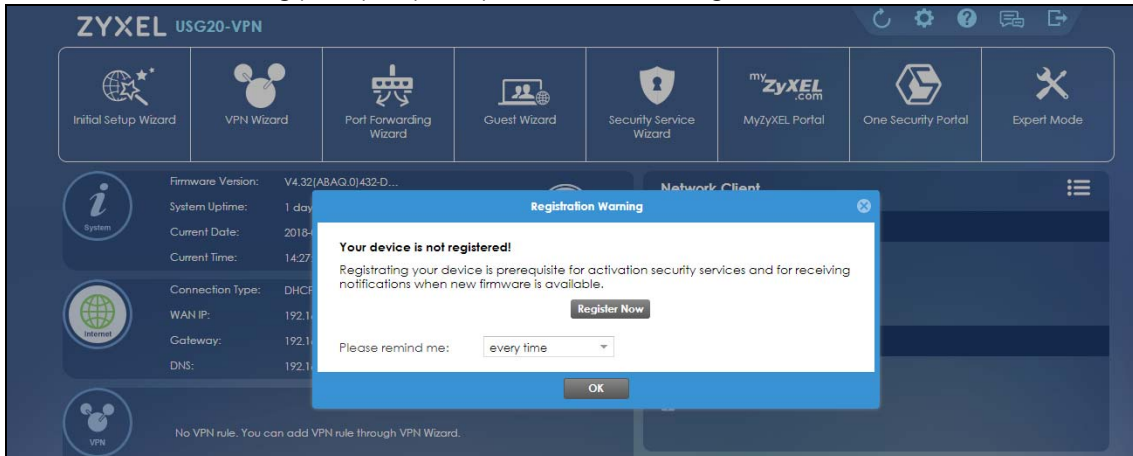 ZYXEL USG20-VPN
Initial Setup Wizard
VPN Wizard
Port Forwarding
Wizard
Guest Wizard
Security Service
Wizard
myZyXEL.com
MyZyXEL Portal
One Security Portal
Expert Mode
Firmware Version: V4.32(ABAQ.0)432-D...
System Uptime: 1 day
Current Date: 2018-
Current Time: 14:27
System
Network Client
Registration Warning
Your device is not registered!
Registrating your device is prerequisite for activation security services and for receiving
notifications when new firmware is available.
Register Now
Please remind me: every time
OK
Connection Type: DHCP
WAN IP: 192.1
Gateway: 192.1
DNS: 192.1
Internet
No VPN rule. You can add VPN rule through VPN Wizard.
VPN